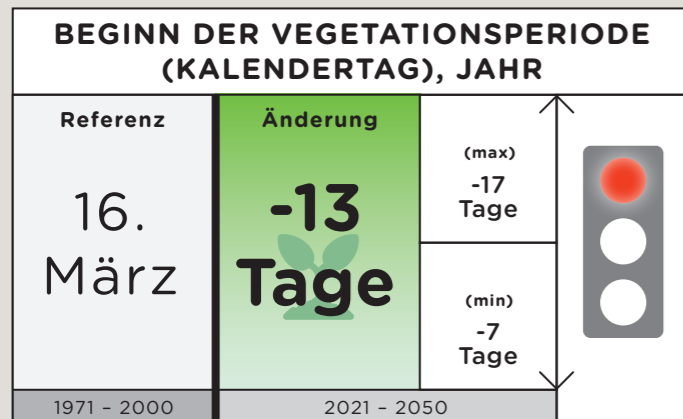 BEGINN DER VEGETATIONSPERIODE
(KALENDERTAG), JAHR
Referenz
16.
März
1971 – 2000
Änderung
-13
Tage
(max)
-17
Tage
(min)
-7
Tage
2021 – 2050